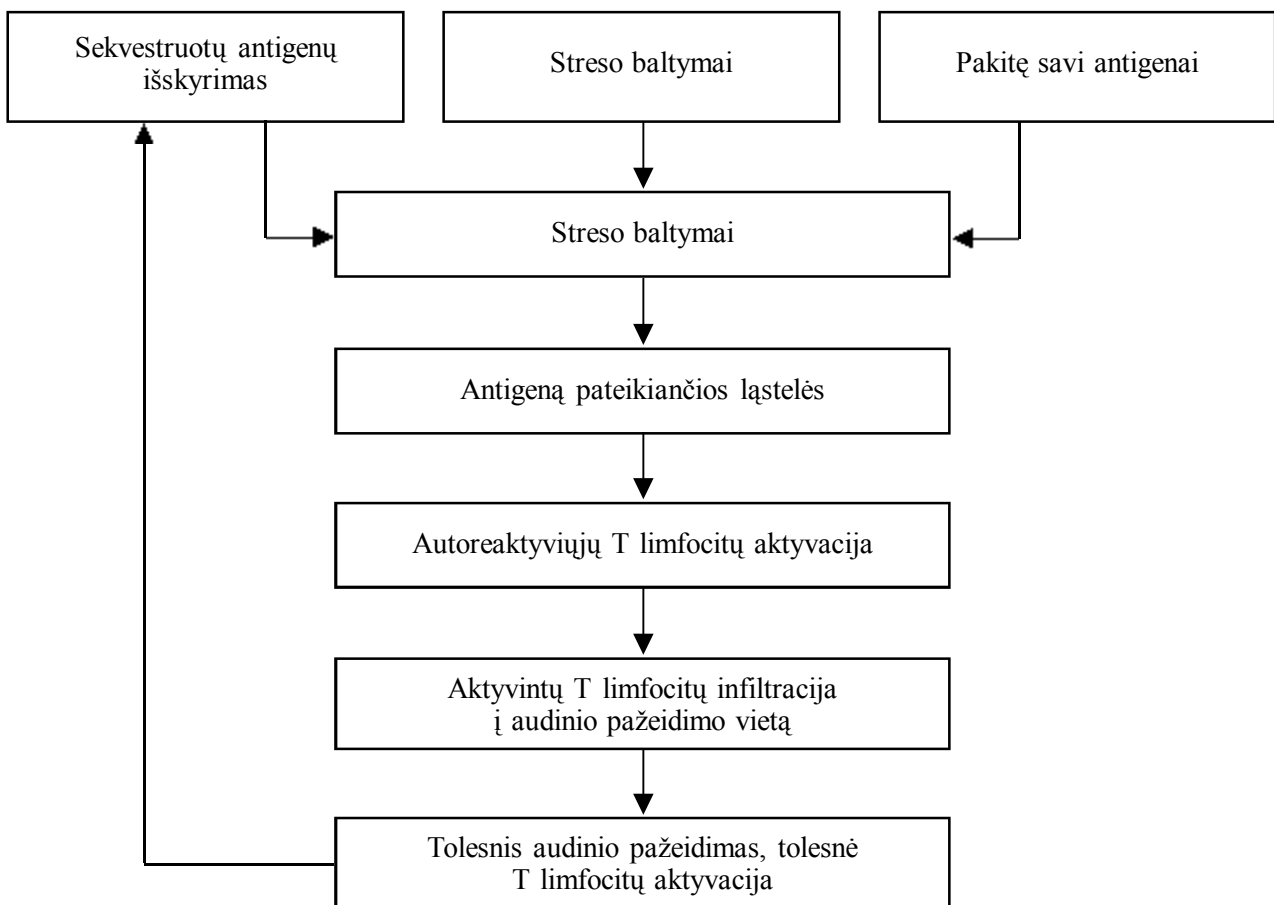 Sekvestruotų antigenų
išskyrimas
Streso baltymai
Pakitę savi antigenai
Streso baltymai
Antigeną pateikiančios ląstelės
Autoreaktyviųjų T limfocitų aktyvacija
Aktyvintų T limfocitų infiltracija
į audinio pažeidimo vietą
Tolesnis audinio pažeidimas, tolesnė
T limfocitų aktyvacija